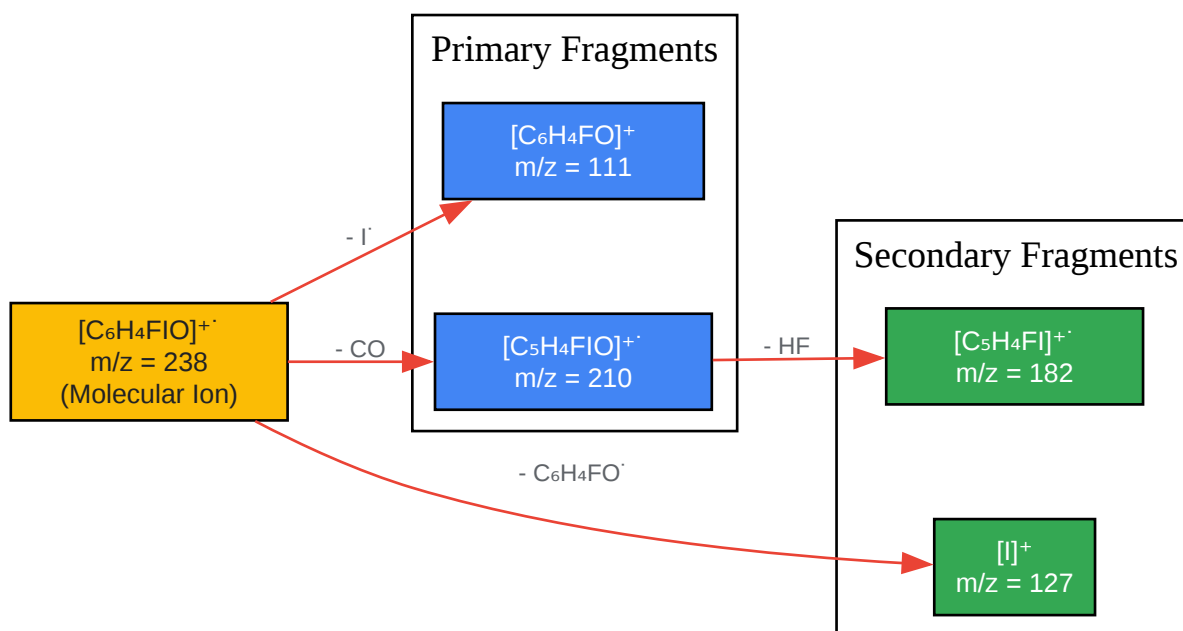 Primary Fragments
[C₆H₄FO]⁺
m/z = 111
- I˙
Secondary Fragments
[C₆H₄FIO]⁺˙
m/z = 238
(Molecular Ion)
- CO
[C₅H₄FIO]⁺˙
m/z = 210
- HF
[C₅H₄FI]⁺˙
m/z = 182
- C₆H₄FO˙
[I]⁺
m/z = 127